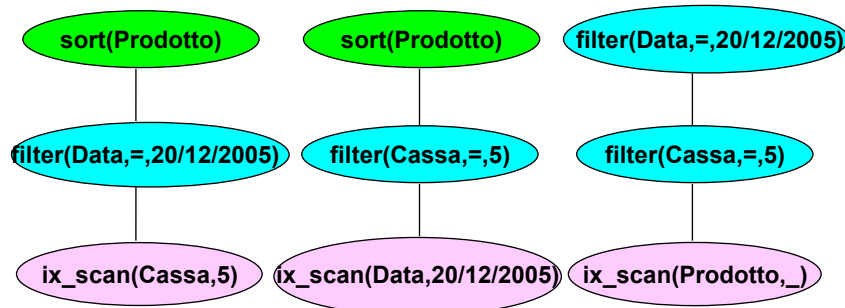 sort(Prodotto) sort(Prodotto) filter(Data,=,20/12/2005)
filter(Data,=,20/12/2005) filter(Cassa,=,5) filter(Cassa,=,5)
ix_scan(Cassa,5) ix_scan(Data,20/12/2005) ix_scan(Prodotto,_)